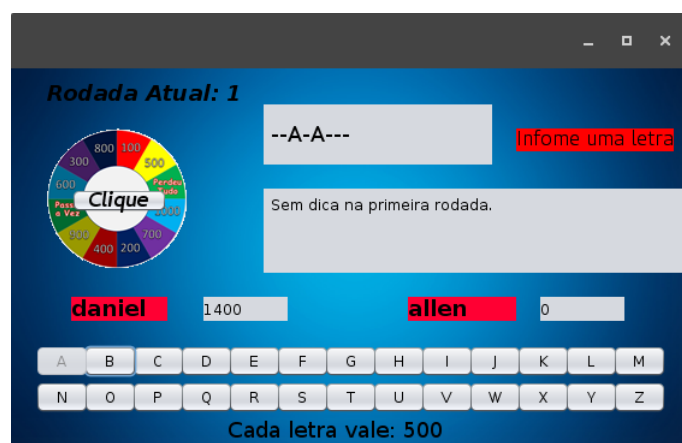 Rodada Atual: 1
--A-A---
Infome uma letra
800
100
300
500
600
Perdeu
Tudo
Clique
Passa
a Vez
1000
900
700
400
200
Sem dica na primeira rodada.
daniel
1400
allen
0
A B C D E F G H I J K L M
N O P Q R S T U V W X Y Z
Cada letra vale: 500